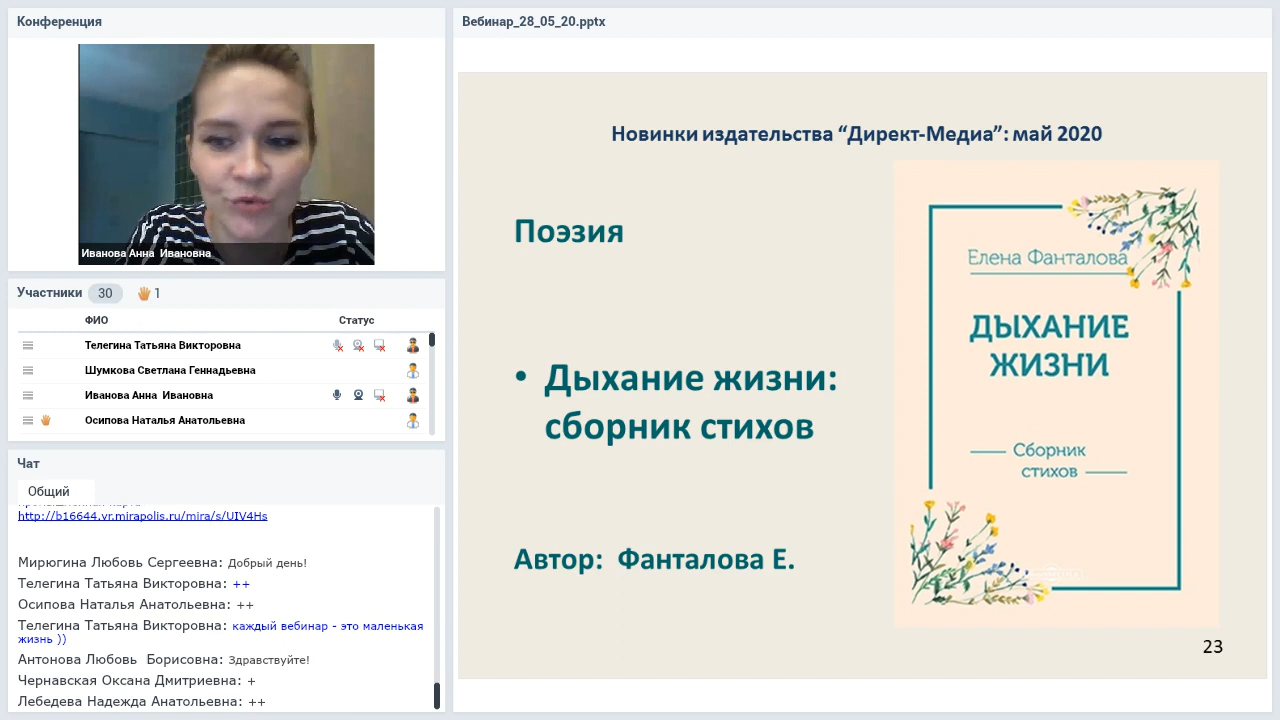 Конференция
Иванова Анна Ивановна
Участники 30 1
ФИО Статус
Телегина Татьяна Викторовна
Шумкова Светлана Геннадьевна
Иванова Анна Ивановна
Осипова Наталья Анатольевна
Чат
Общий
http://b16644.vr.mirapolis.ru/mira/s/UIV4Hs
Мирюгина Любовь Сергеевна: Добрый день!
Телегина Татьяна Викторовна: ++
Осипова Наталья Анатольевна: ++
Телегина Татьяна Викторовна: каждый вебинар - это маленькая
жизнь ))
Антонова Любовь Борисовна: Здравствуйте!
Чернавская Оксана Дмитриевна: +
Лебедева Надежда Анатольевна: ++
Вебинар_28_05_20.pptx
Новинки издательства “Директ-Медиа”: май 2020
Поэзия
• Дыхание жизни:
сборник стихов
Автор: Фанталова Е.
Елена Фанталова
ДЫХАНИЕ
ЖИЗНИ
Сборник
стихов
23